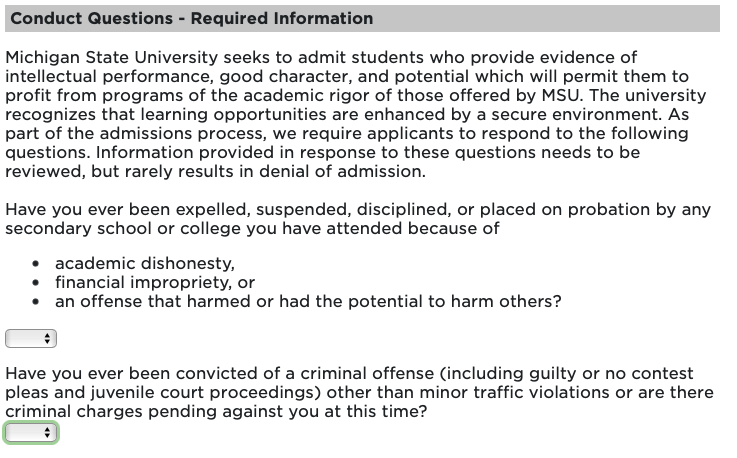 Conduct Questions - Required Information
Michigan State University seeks to admit students who provide evidence of
intellectual performance, good character, and potential which will permit them to
profit from programs of the academic rigor of those offered by MSU. The university
recognizes that learning opportunities are enhanced by a secure environment. As
part of the admissions process, we require applicants to respond to the following
questions. Information provided in response to these questions needs to be
reviewed, but rarely results in denial of admission.
Have you ever been expelled, suspended, disciplined, or placed on probation by any
secondary school or college you have attended because of
• academic dishonesty,
• financial impropriety, or
• an offense that harmed or had the potential to harm others?
Have you ever been convicted of a criminal offense (including guilty or no contest
pleas and juvenile court proceedings) other than minor traffic violations or are there
criminal charges pending against you at this time?